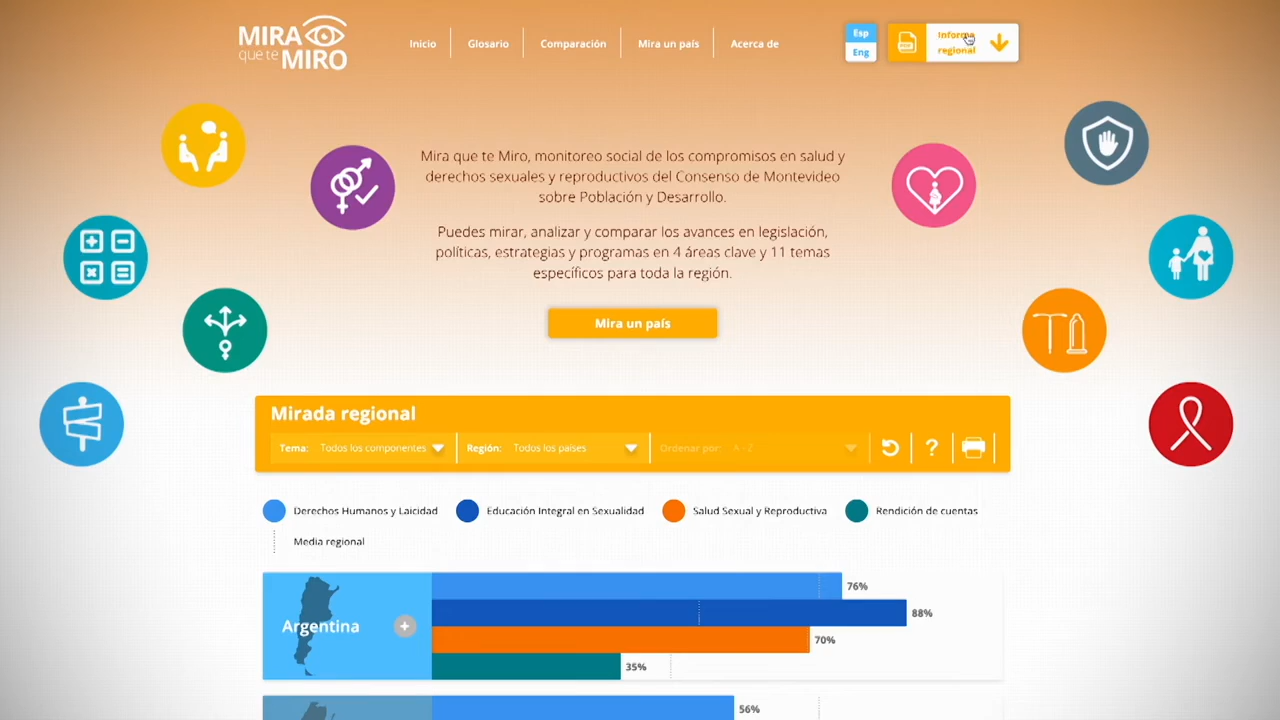 MIRA
que te MIRO
Inicio
Glosario
Comparación
Mira un país
Acerca de
Esp
Eng
PDF
Informe
regional
Mira que te Miro, monitoreo social de los compromisos en salud y
derechos sexuales y reproductivos del Consenso de Montevideo
sobre Población y Desarrollo.
Puedes mirar, analizar y comparar los avances en legislación,
políticas, estrategias y programas en 4 áreas clave y 11 temas
específicos para toda la región.
Mira un país
Mirada regional
Tema: Todos los componentes
Región: Todos los países
Ordenar por: A - Z
?
Derechos Humanos y Laicidad
Educación Integral en Sexualidad
Salud Sexual y Reproductiva
Rendición de cuentas
Media regional
Argentina
+
76%
88%
70%
35%
56%